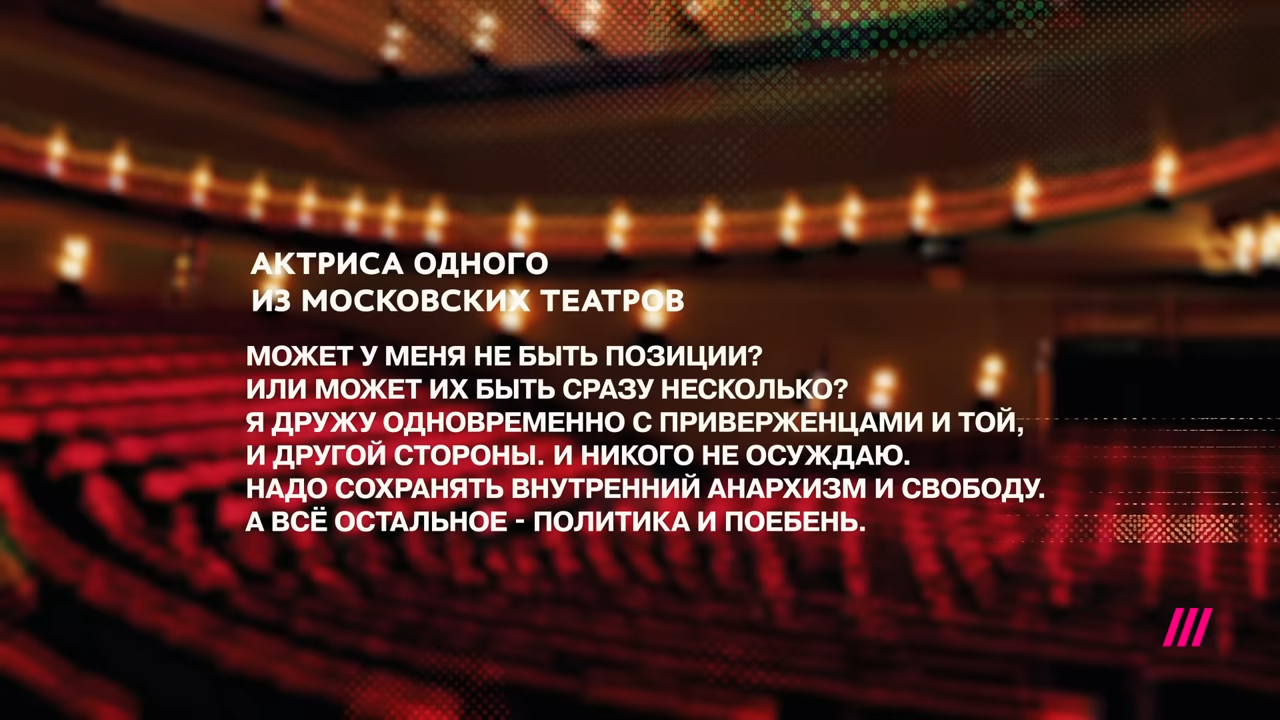 АКТРИСА ОДНОГО
ИЗ МОСКОВСКИХ ТЕАТРОВ
МОЖЕТ У МЕНЯ НЕ БЫТЬ ПОЗИЦИИ?
ИЛИ МОЖЕТ ИХ БЫТЬ СРАЗУ НЕСКОЛЬКО?
Я ДРУЖУ ОДНОВРЕМЕННО С ПРИВЕРЖЕНЦАМИ И ТОЙ,
И ДРУГОЙ СТОРОНЫ. И НИКОГО НЕ ОСУЖДАЮ.
НАДО СОХРАНЯТЬ ВНУТРЕННИЙ АНАРХИЗМ И СВОБОДУ.
А ВСЁ ОСТАЛЬНОЕ - ПОЛИТИКА И ПОЕБЕНЬ.